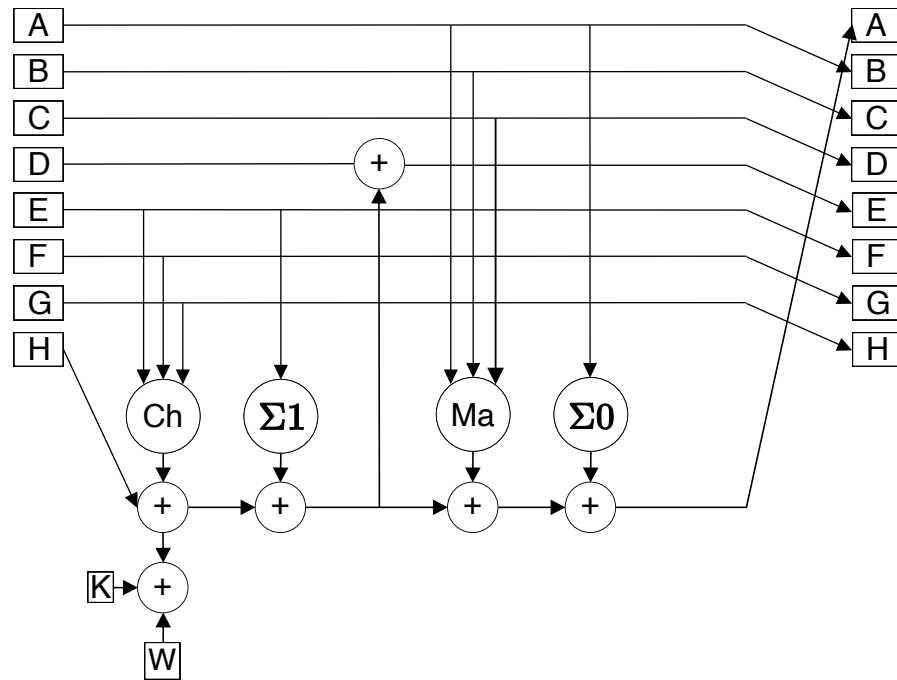 A A
B B
C C
D + D
E E
F F
G G
H H
Ch Σ1 Ma Σ0
+ + + +
K +
W